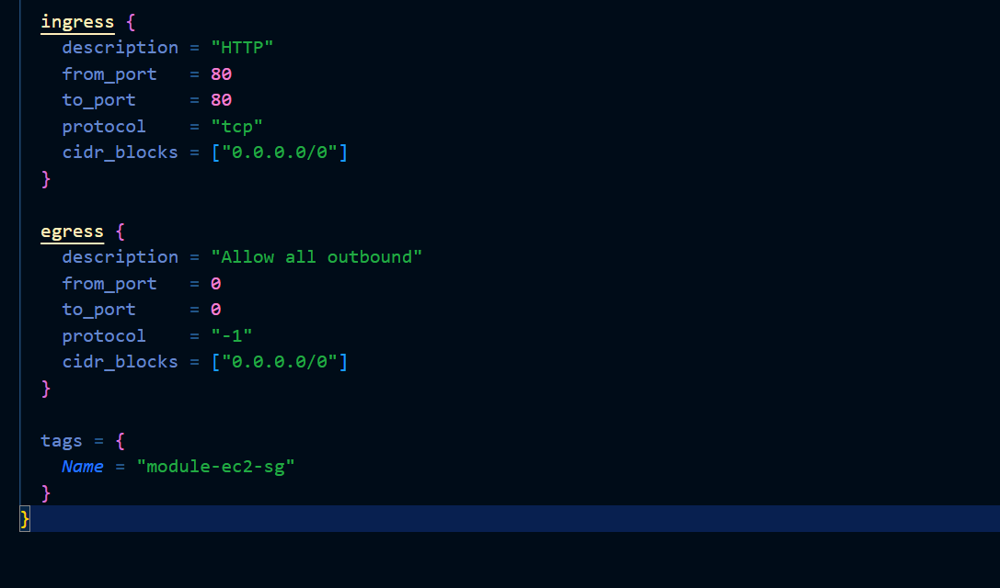 ingress {
description = "HTTP"
from_port = 80
to_port = 80
protocol = "tcp"
cidr_blocks = ["0.0.0.0/0"]
}
egress {
description = "Allow all outbound"
from_port = 0
to_port = 0
protocol = "-1"
cidr_blocks = ["0.0.0.0/0"]
}
tags = {
Name = "module-ec2-sg"
}
}